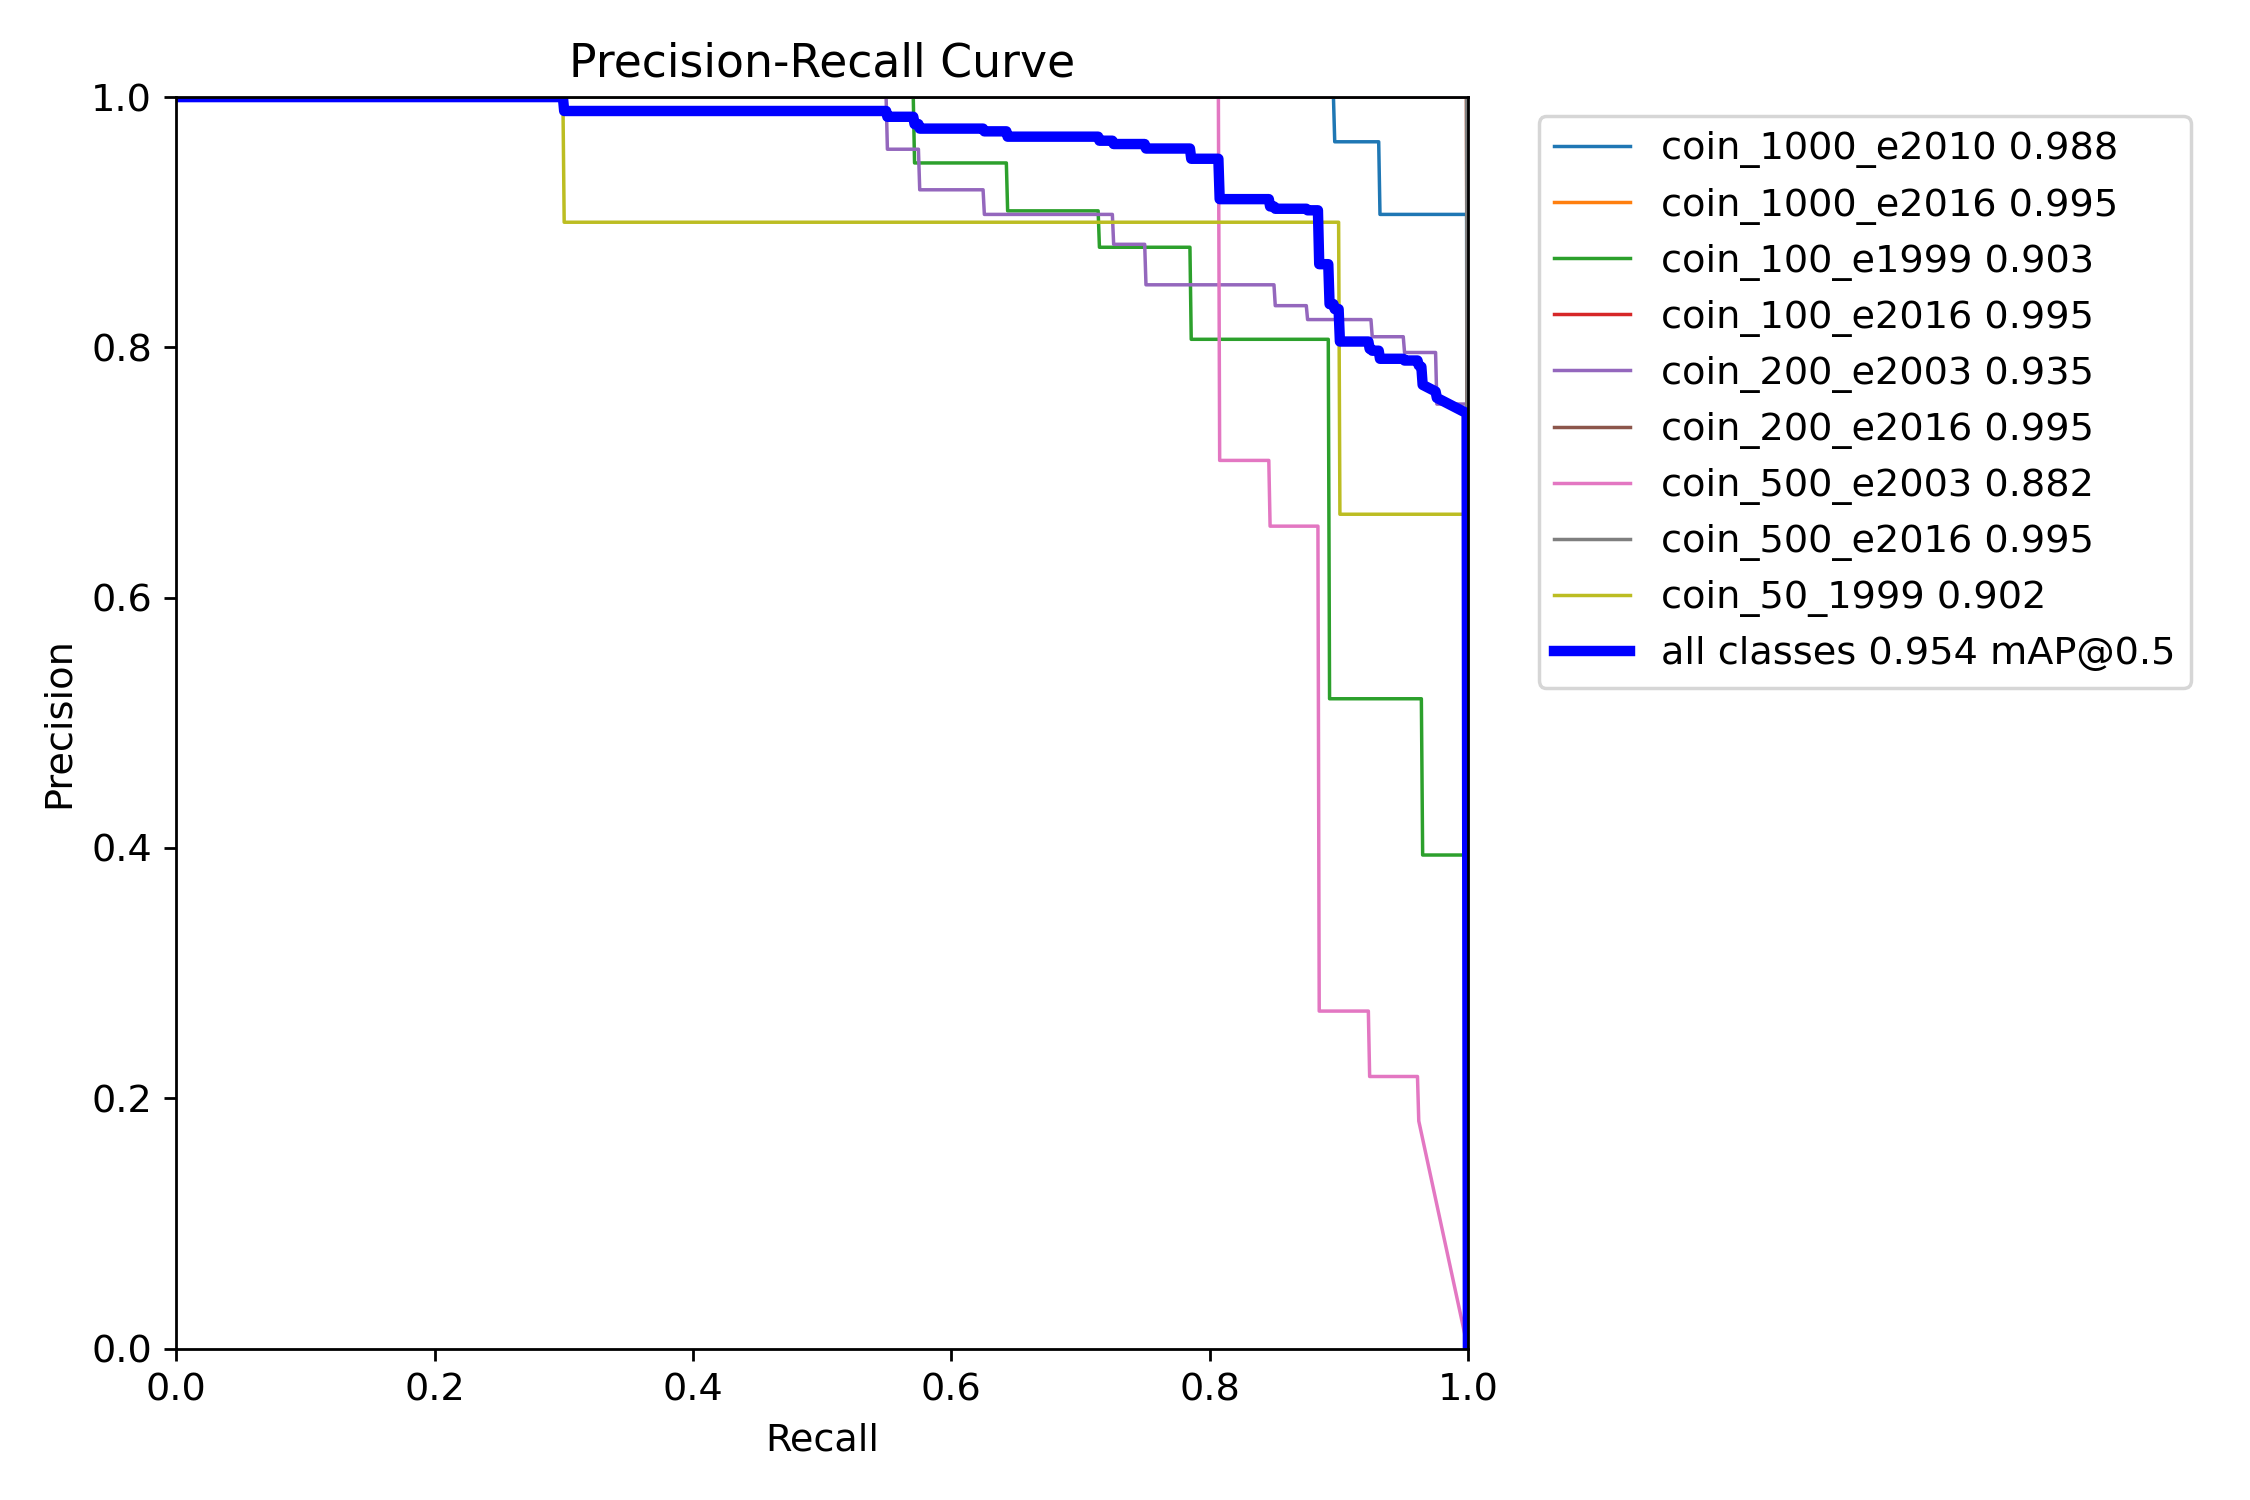 Precision-Recall Curve
1.0
0.8
0.6
0.4
0.2
0.0
Precision
0.0 0.2 0.4 0.6 0.8 1.0
Recall
coin_1000_e2010 0.988
coin_1000_e2016 0.995
coin_100_e1999 0.903
coin_100_e2016 0.995
coin_200_e2003 0.935
coin_200_e2016 0.995
coin_500_e2003 0.882
coin_500_e2016 0.995
coin_50_1999 0.902
all classes 0.954 mAP@0.5